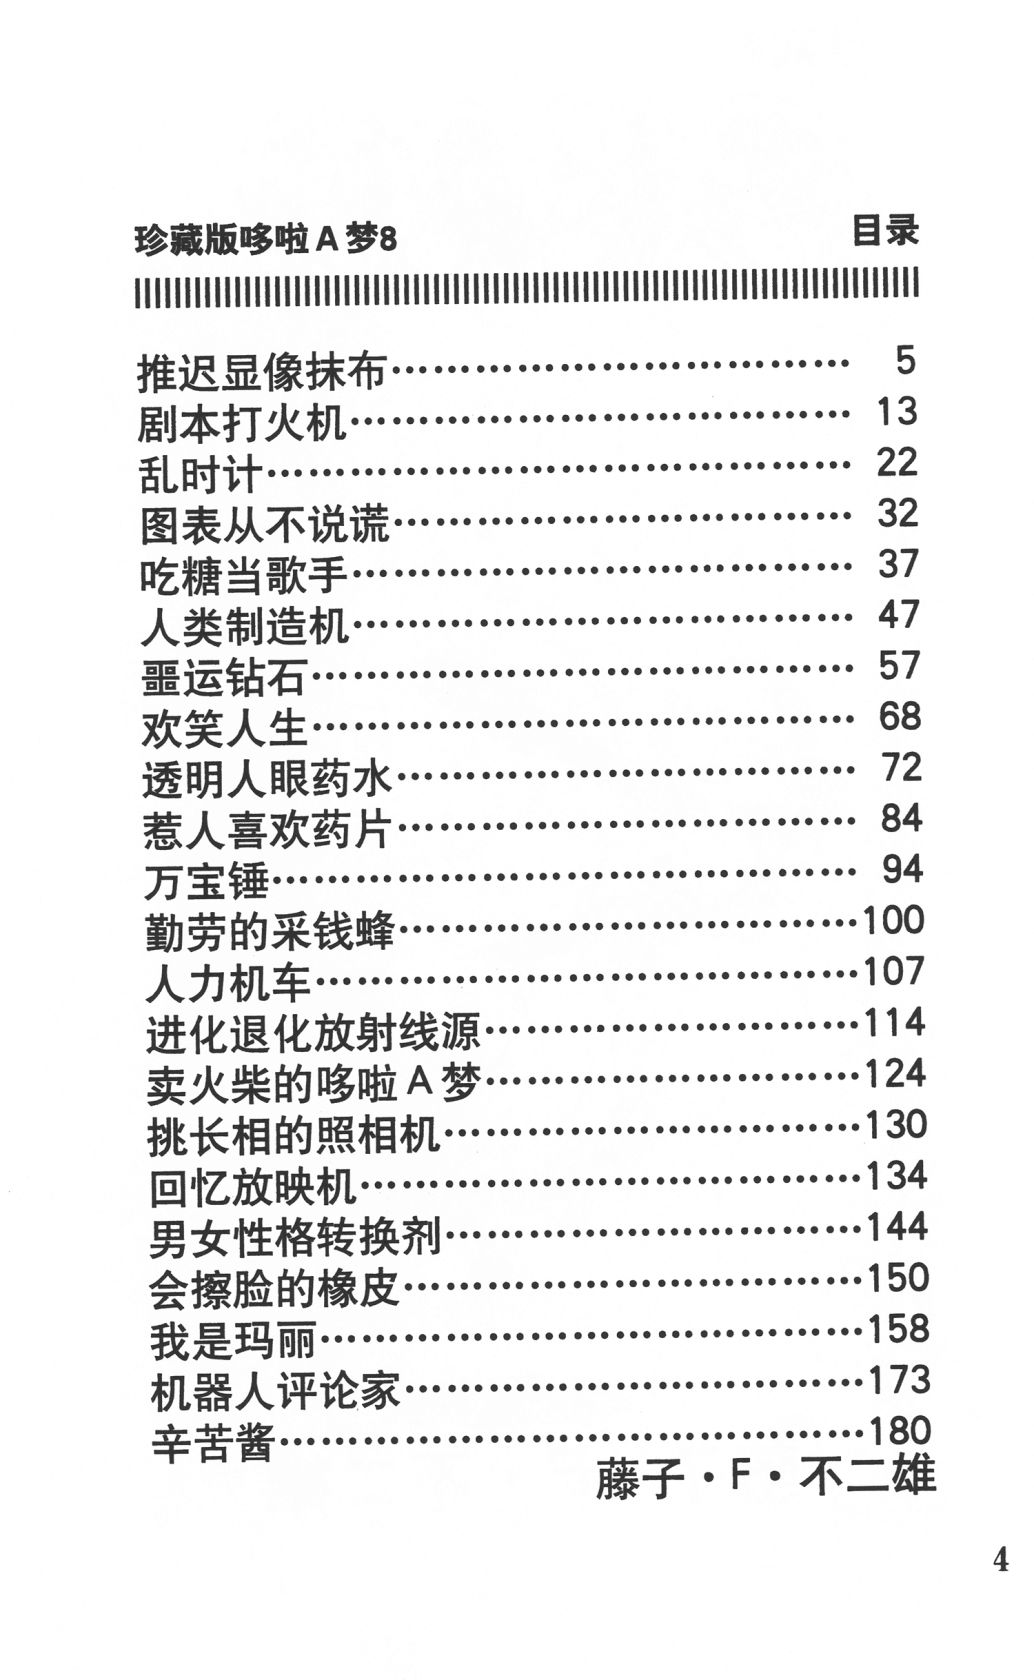 珍藏版哆啦A梦8 目录
推迟显像抹布…………………………… 5
剧本打火机……………………………… 13
乱时计…………………………………… 22
图表从不说谎…………………………… 32
吃糖当歌手……………………………… 37
人类制造机……………………………… 47
噩运钻石………………………………… 57
欢笑人生………………………………… 68
透明人眼药水…………………………… 72
惹人喜欢药片…………………………… 84
万宝锤…………………………………… 94
勤劳的采钱蜂……………………………100
人力机车…………………………………107
进化退化放射线源………………………114
卖火柴的哆啦A梦………………………124
挑长相的照相机…………………………130
回忆放映机………………………………134
男女性格转换剂…………………………144
会擦脸的橡皮……………………………150
我是玛丽…………………………………158
机器人评论家……………………………173
辛苦酱……………………………………180
藤子·F·不二雄
4